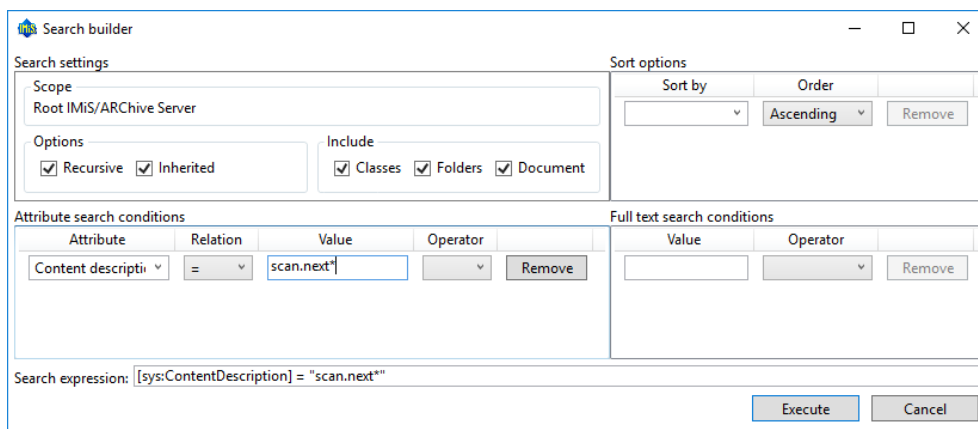 IMiS
Search builder
Search settings
Scope
Root IMiS/ARChive Server
Options
Recursive Inherited
Include
Classes Folders Document
Sort options
Sort by Order
Ascending Remove
Attribute search conditions
Attribute Relation Value Operator
Content descripti = scan.next* Remove
Full text search conditions
Value Operator
Remove
Search expression: [sys:ContentDescription] = "scan.next*"
Execute Cancel